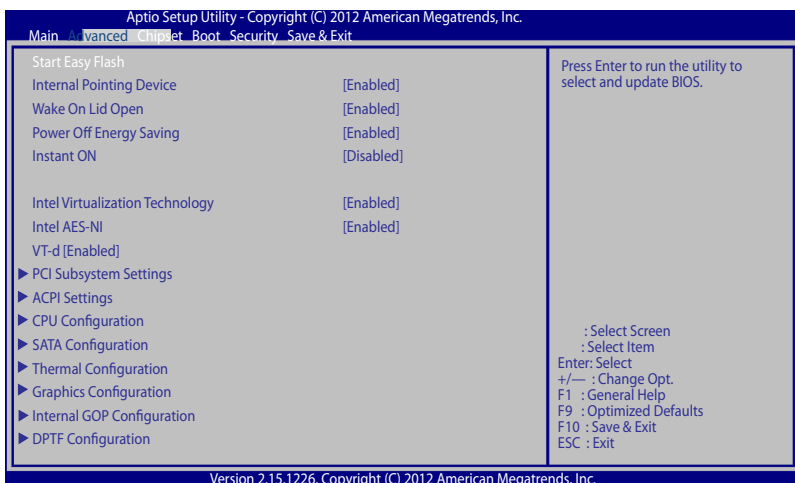 Aptio Setup Utility - Copyright (C) 2012 American Megatrends, Inc.
Main Advanced Chipset Boot Security Save & Exit
Start Easy Flash
Internal Pointing Device [Enabled]
Wake On Lid Open [Enabled]
Power Off Energy Saving [Enabled]
Instant ON [Disabled]
Intel Virtualization Technology [Enabled]
Intel AES-NI [Enabled]
VT-d [Enabled]
PCI Subsystem Settings
ACPI Settings
CPU Configuration
SATA Configuration
Thermal Configuration
Graphics Configuration
Internal GOP Configuration
DPTF Configuration
Press Enter to run the utility to
select and update BIOS.
: Select Screen
: Select Item
Enter: Select
+/— : Change Opt.
F1 : General Help
F9 : Optimized Defaults
F10 : Save & Exit
ESC : Exit
Version 2.15.1226. Copyright (C) 2012 American Megatrends, Inc.